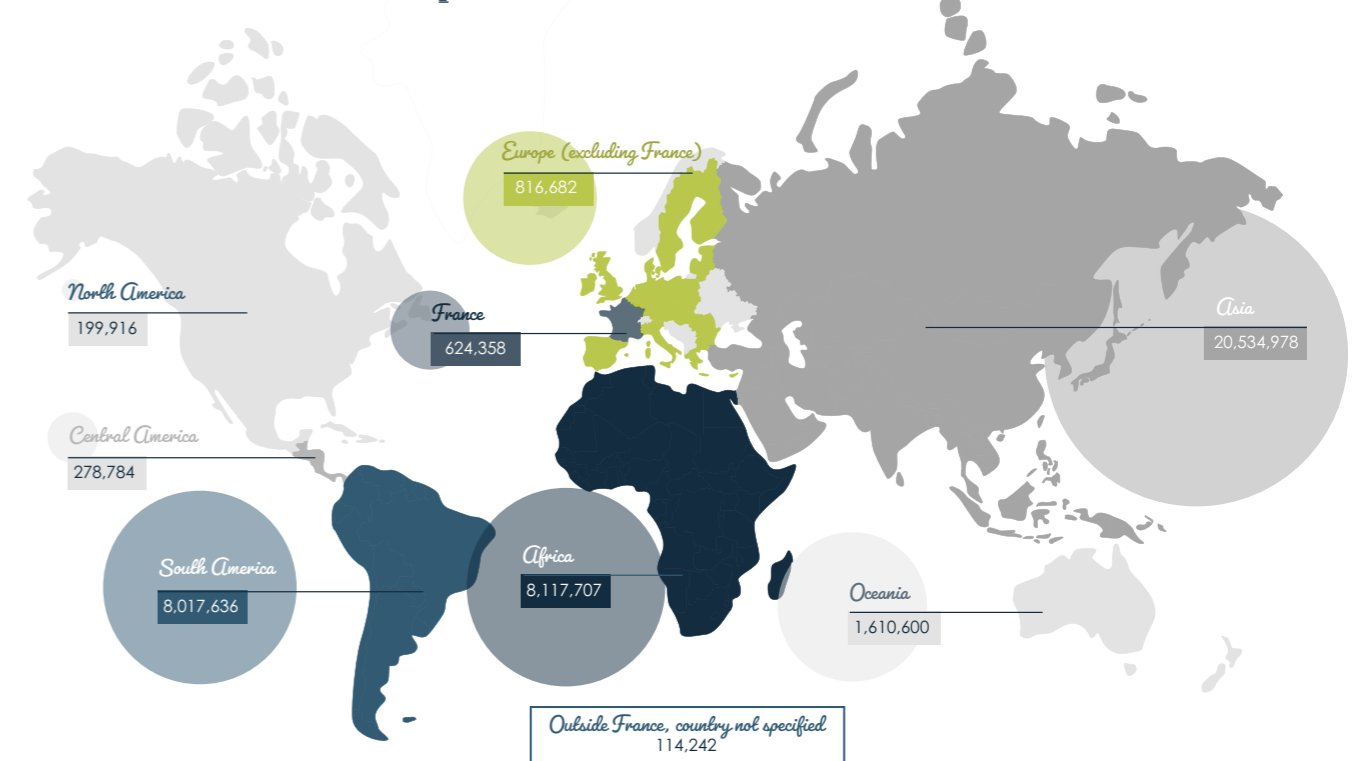 Europe (excluding France)
816,682
North America
199,916
France
624,358
Asia
20,534,978
Central America
278,784
South America
8,017,636
Africa
8,117,707
Oceania
1,610,600
Outside France, country not specified
114,242